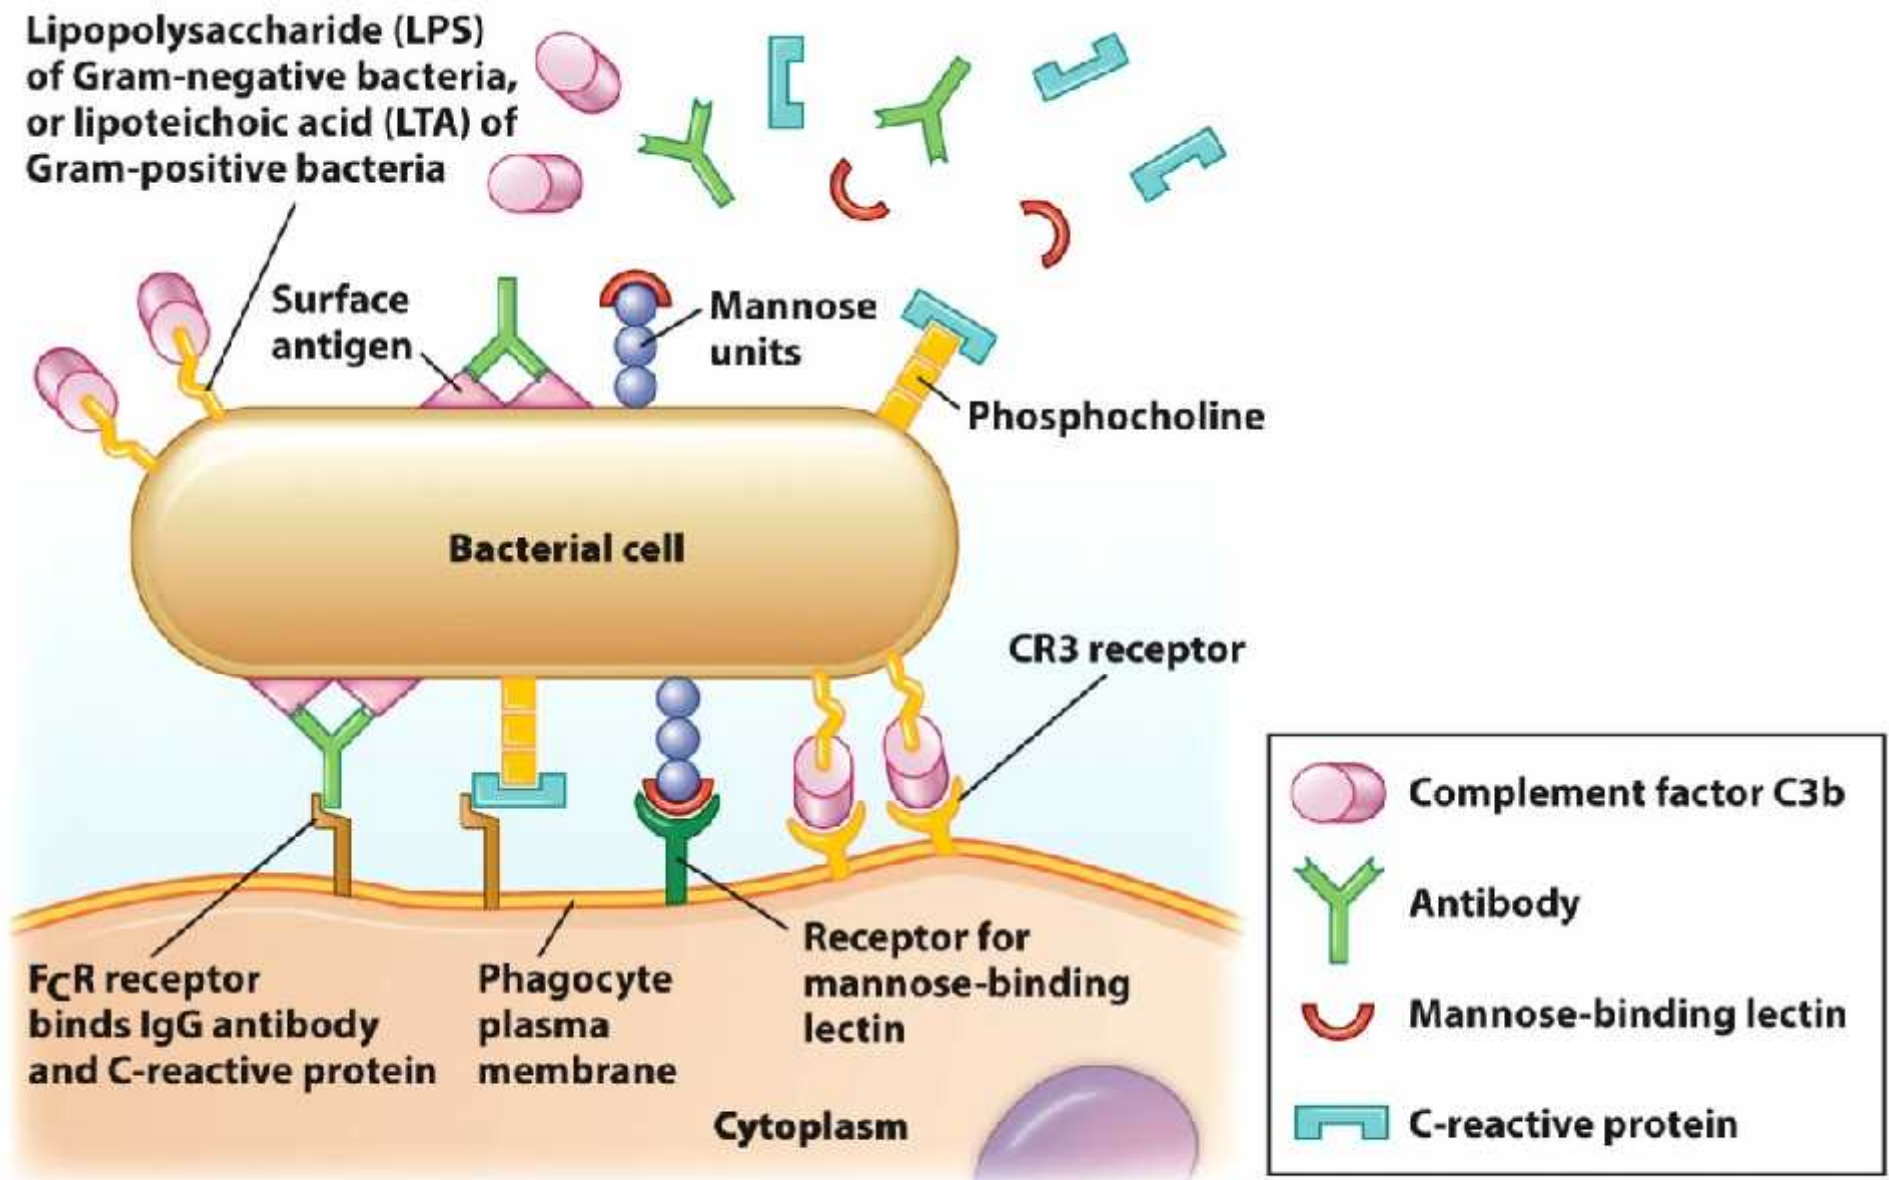 Lipopolysaccharide (LPS)
of Gram-negative bacteria,
or lipoteichoic acid (LTA) of
Gram-positive bacteria
Surface
antigen
Mannose
units
Phosphocholine
Bacterial cell
CR3 receptor
FCR receptor
binds IgG antibody
and C-reactive protein
Phagocyte
plasma
membrane
Receptor for
mannose-binding
lectin
Cytoplasm
Complement factor C3b
Antibody
Mannose-binding lectin
C-reactive protein